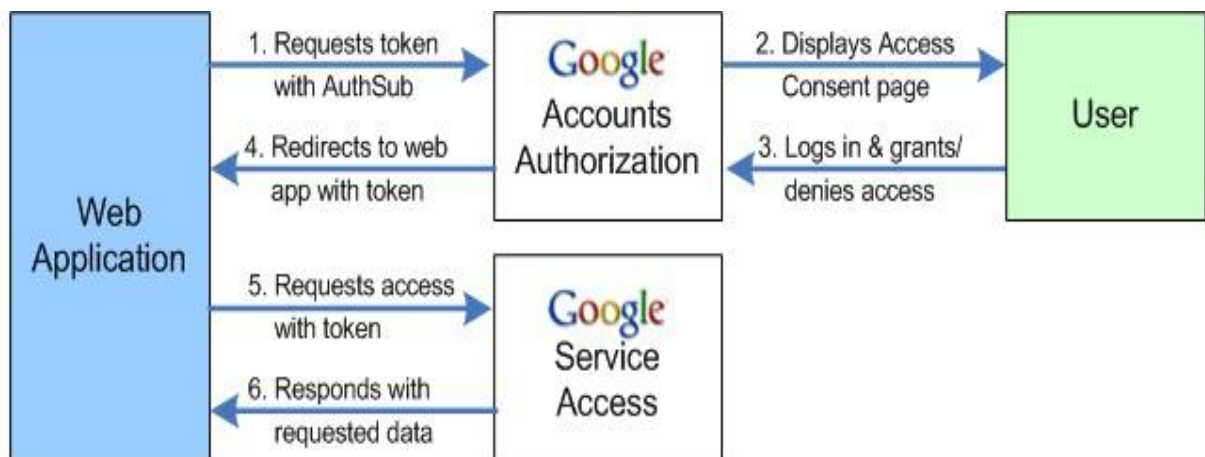 1. Requests token
with AuthSub
Google
Accounts
Authorization
2. Displays Access
Consent page
User
4. Redirects to web
app with token
3. Logs in & grants/
denies access
Web
Application
5. Requests access
with token
Google
Service
Access
6. Responds with
requested data